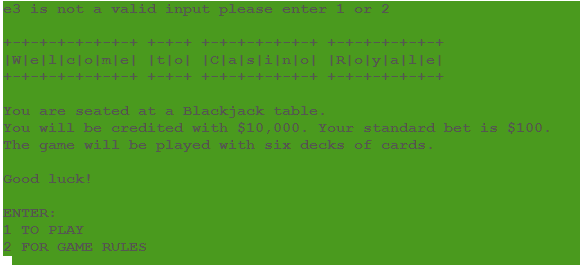 e3 is not a valid input please enter 1 or 2
+-+-+-+-+-+-+-+ +-+-+ +-+-+-+-+-+-+ +-+-+-+-+-+-+
|W|e|l|c|o|m|e| |t|o| |C|a|s|i|n|o| |R|o|y|a|l|e|
+-+-+-+-+-+-+-+ +-+-+ +-+-+-+-+-+-+ +-+-+-+-+-+-+
You are seated at a Blackjack table.
You will be credited with $10,000. Your standard bet is $100.
The game will be played with six decks of cards.
Good luck!
ENTER:
1 TO PLAY
2 FOR GAME RULES